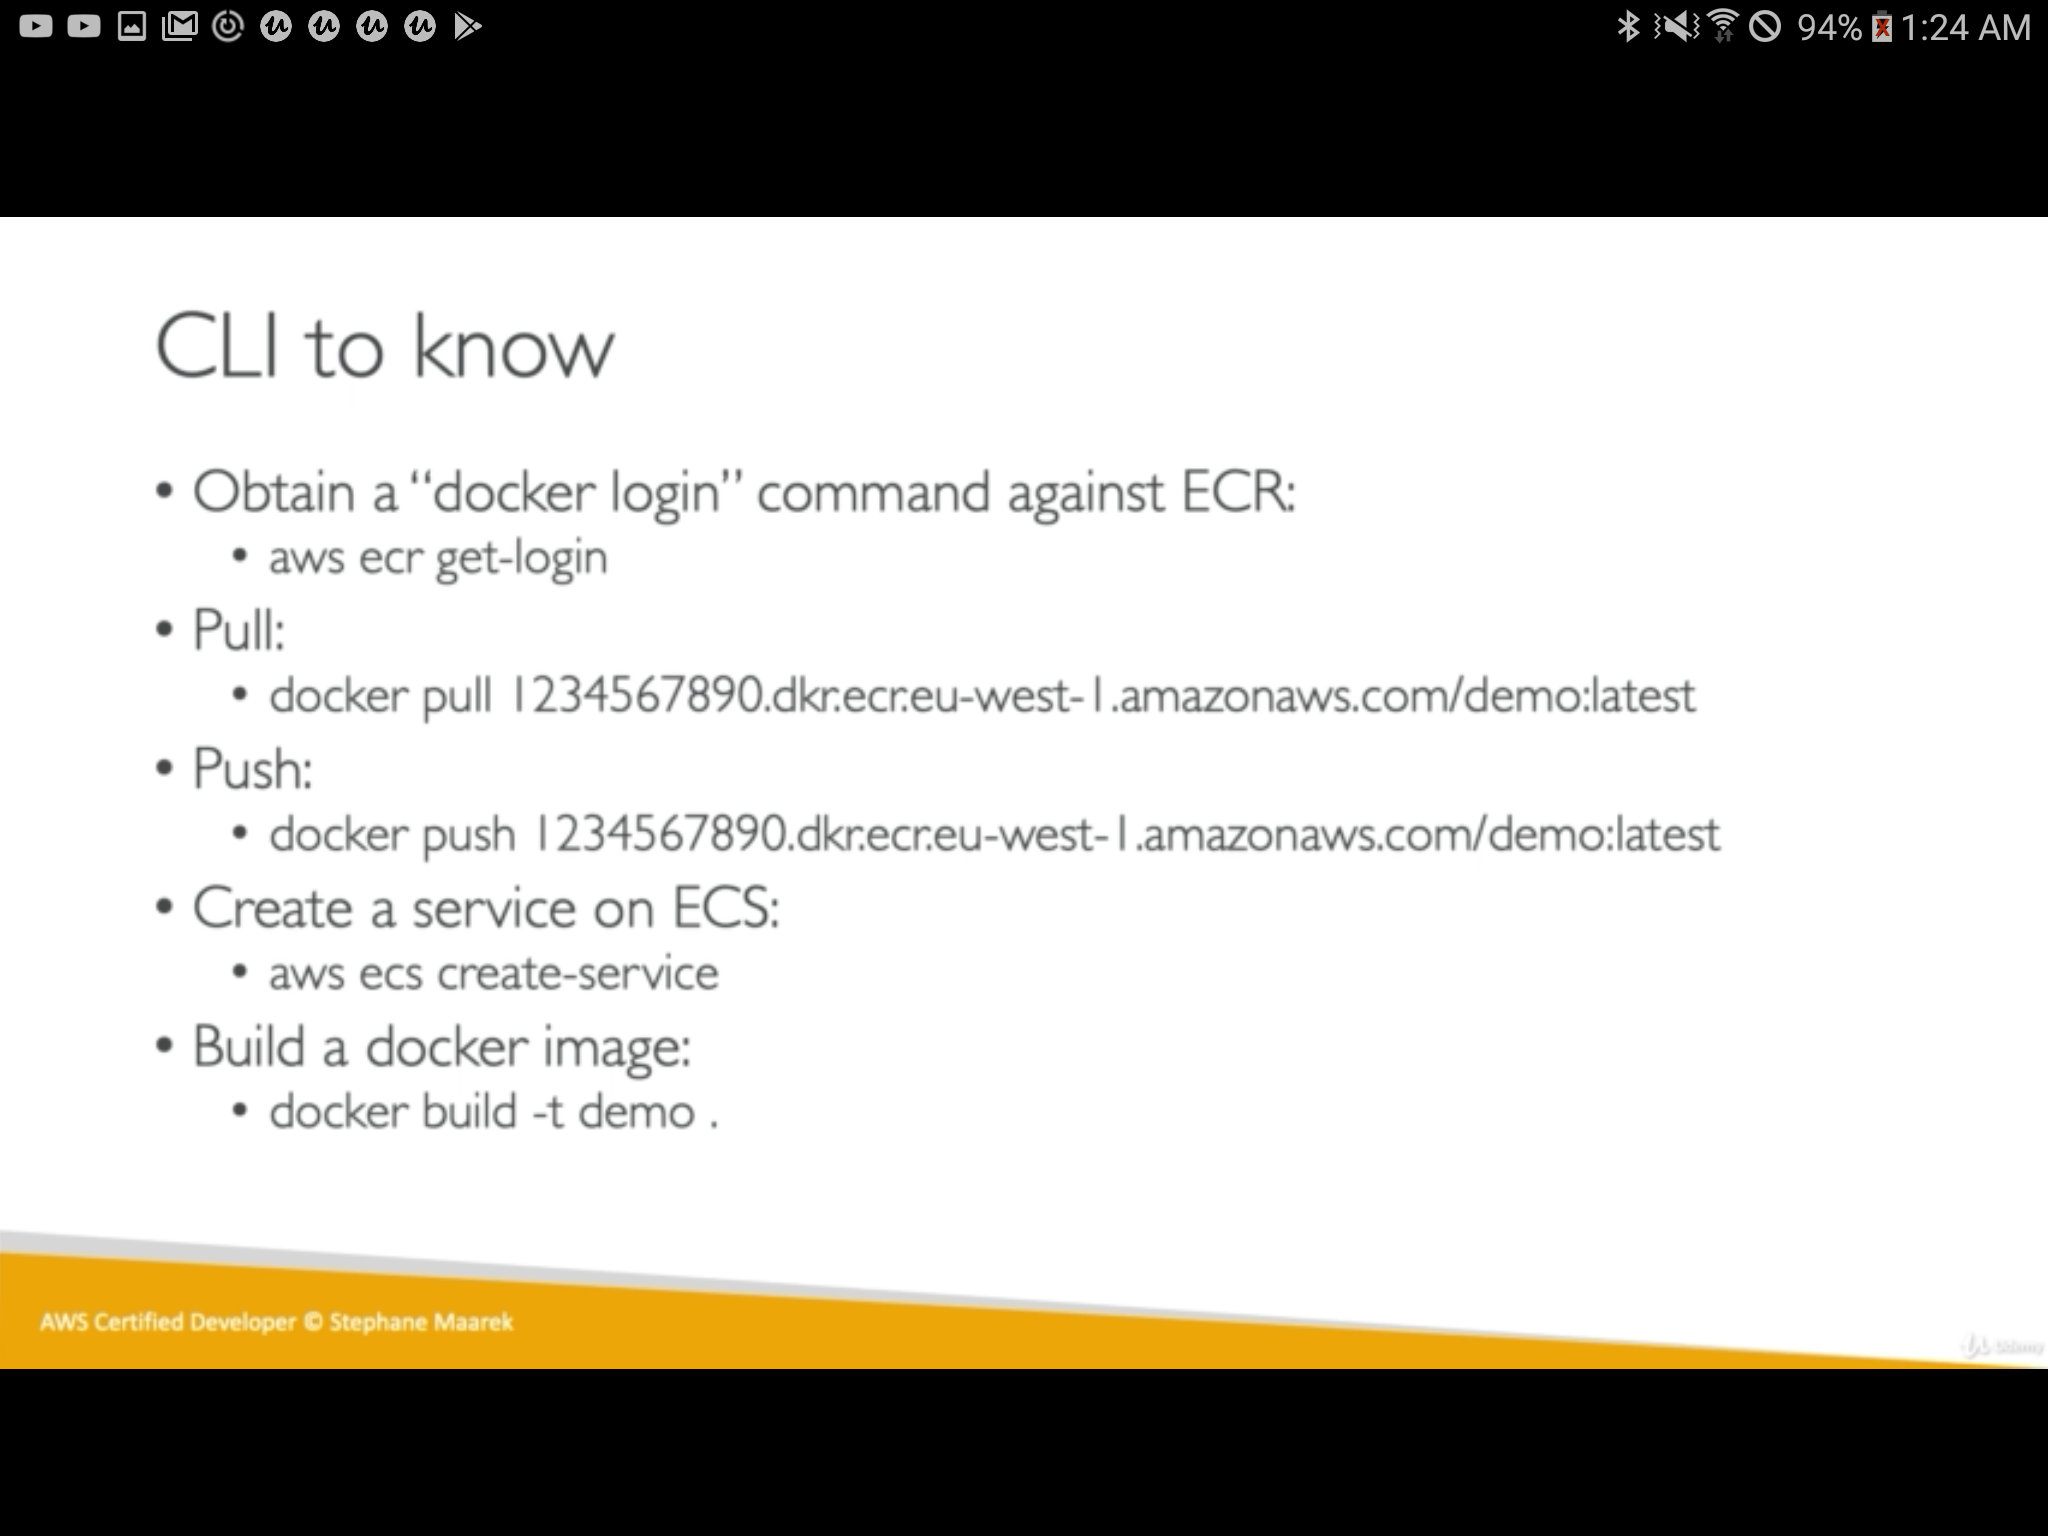 94% 1:24 AM
CLI to know
• Obtain a “docker login” command against ECR:
• aws ecr get-login
• Pull:
• docker pull 1234567890.dkr.ecr.eu-west-1.amazonaws.com/demo:latest
• Push:
• docker push 1234567890.dkr.ecr.eu-west-1.amazonaws.com/demo:latest
• Create a service on ECS:
• aws ecs create-service
• Build a docker image:
• docker build -t demo .
AWS Certified Developer © Stephane Maarek
Udemy